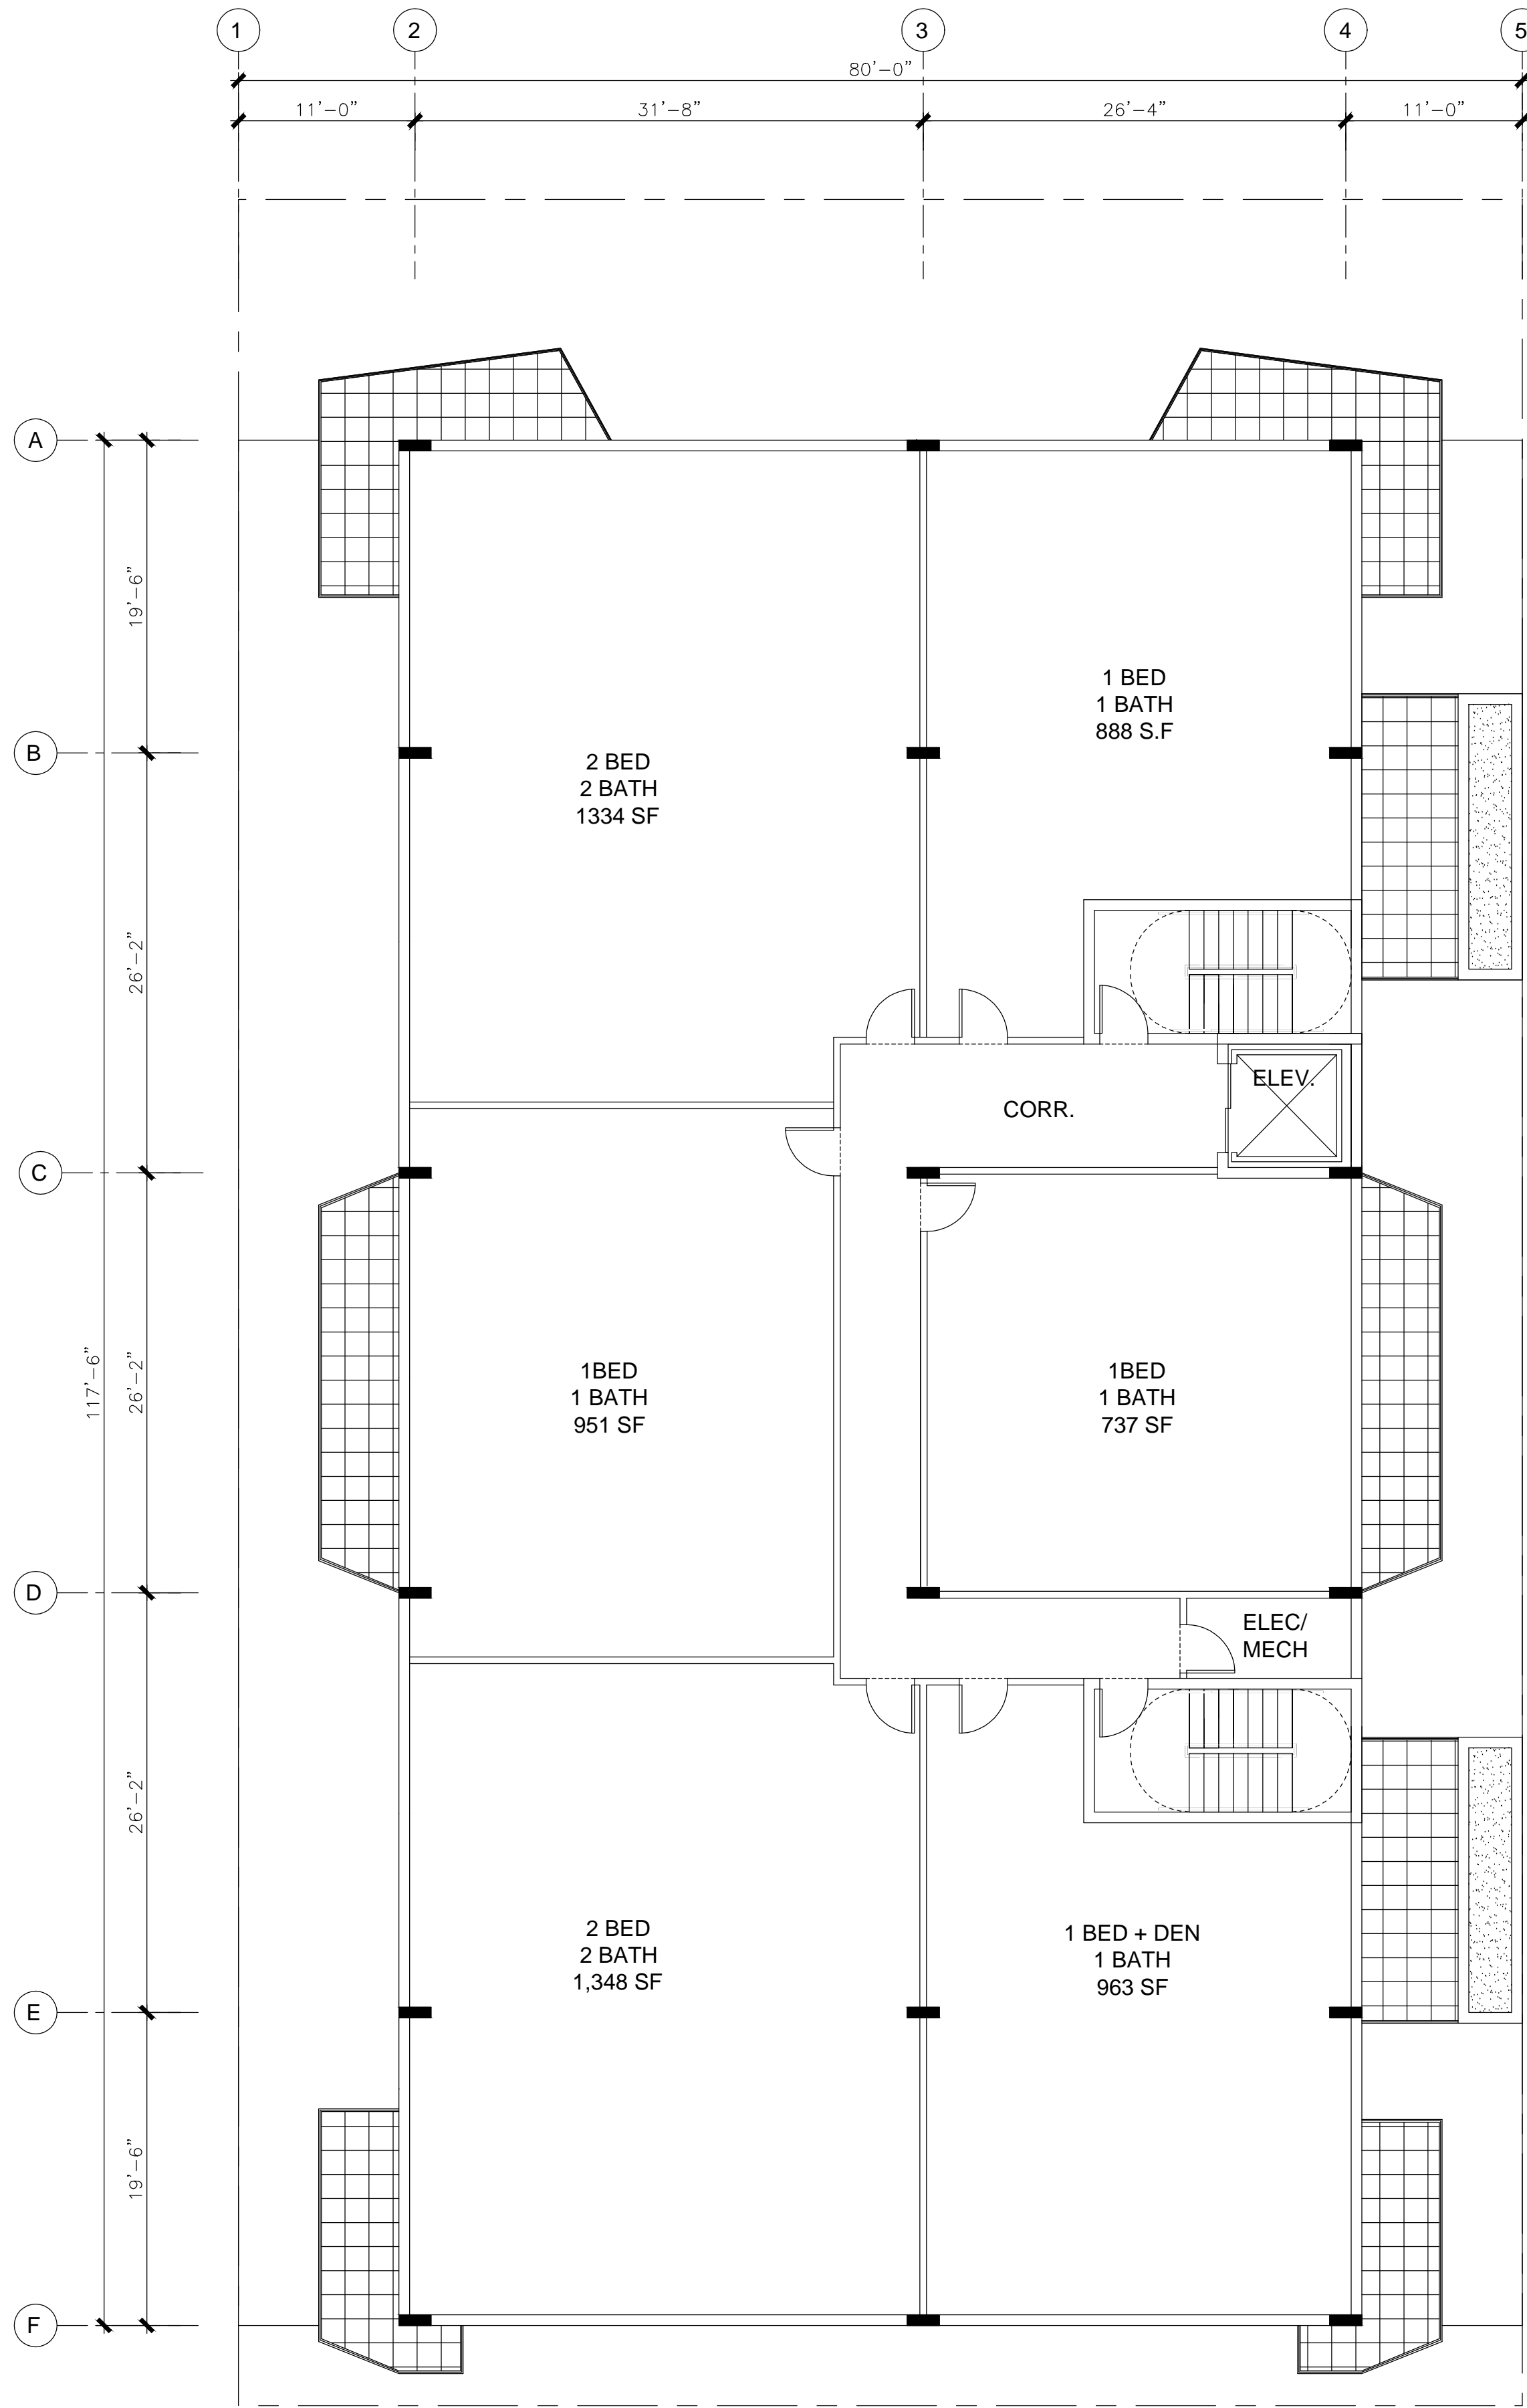 1
2
3
4
5
80'-0"
11'-0"
31'-8"
26'-4"
11'-0"
A
19'-6"
1 BED
1 BATH
888 S.F
B
2 BED
2 BATH
1334 SF
26'-2"
ELEV.
CORR.
C
117'-6"
26'-2"
1BED
1 BATH
951 SF
1BED
1 BATH
737 SF
D
ELEC/
MECH
26'-2"
2 BED
2 BATH
1,348 SF
1 BED + DEN
1 BATH
963 SF
E
19'-6"
F